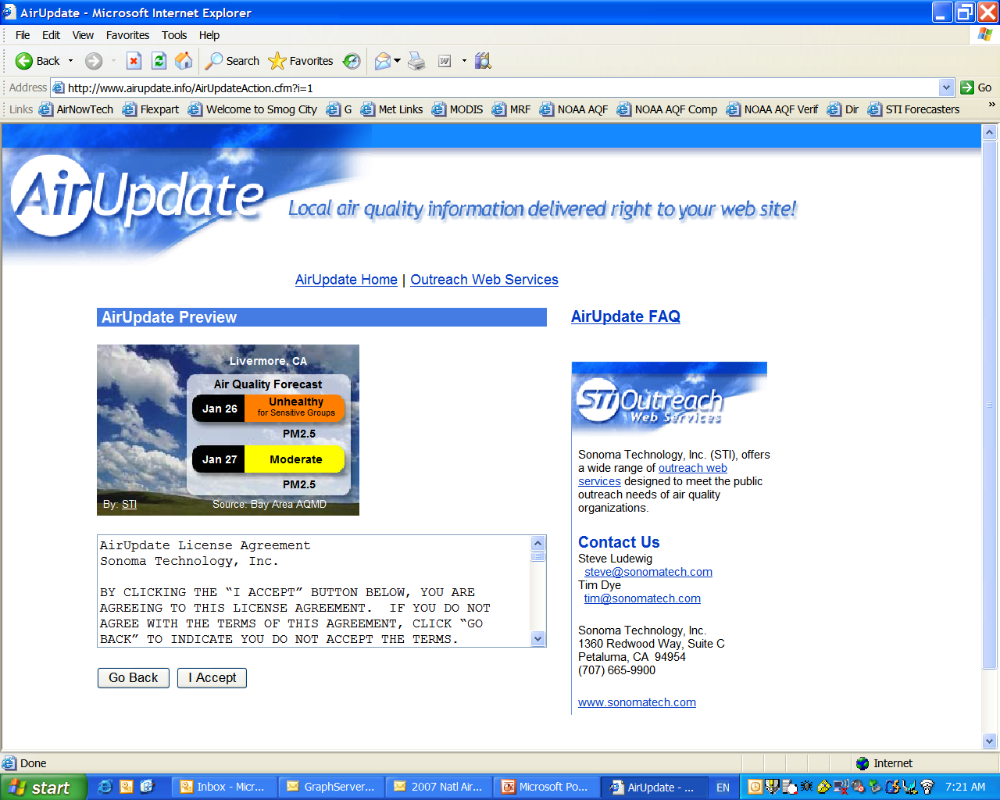 AirUpdate - Microsoft Internet Explorer
File Edit View Favorites Tools Help
Back Search Favorites
Address http://www.airupdate.info/AirUpdateAction.cfm?i=1 Go
Links AirNowTech Flexpart Welcome to Smog City G Met Links MODIS MRF NOAA AQF NOAA AQF Comp NOAA AQF Verif Dir STI Forecasters »
AirUpdate
Local air quality information delivered right to your web site!
AirUpdate Home | Outreach Web Services
AirUpdate Preview
Livermore, CA
Air Quality Forecast
Jan 26 Unhealthy
for Sensitive Groups
PM2.5
Jan 27 Moderate
PM2.5
By: STI Source: Bay Area AQMD
AirUpdate License Agreement
Sonoma Technology, Inc.
BY CLICKING THE “I ACCEPT” BUTTON BELOW, YOU ARE
AGREEING TO THIS LICENSE AGREEMENT.  IF YOU DO NOT
AGREE WITH THE TERMS OF THIS AGREEMENT, CLICK “GO
BACK” TO INDICATE YOU DO NOT ACCEPT THE TERMS.
Go Back I Accept
AirUpdate FAQ
STi Outreach
Web Services
Sonoma Technology, Inc. (STI), offers
a wide range of outreach web
services designed to meet the public
outreach needs of air quality
organizations.
Contact Us
Steve Ludewig
steve@sonomatech.com
Tim Dye
tim@sonomatech.com
Sonoma Technology, Inc.
1360 Redwood Way, Suite C
Petaluma, CA  94954
(707) 665-9900
www.sonomatech.com
Done Internet
start Inbox - Micr... GraphServer... 2007 Natl Air... Microsoft Po... AirUpdate - ... EN 7:21 AM